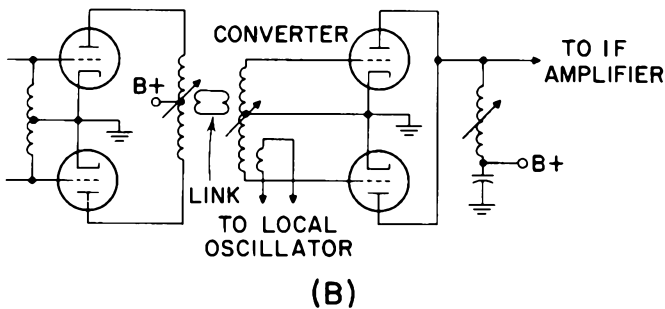 CONVERTER
TO IF
AMPLIFIER
B+
B+
LINK
TO LOCAL
OSCILLATOR
(B)